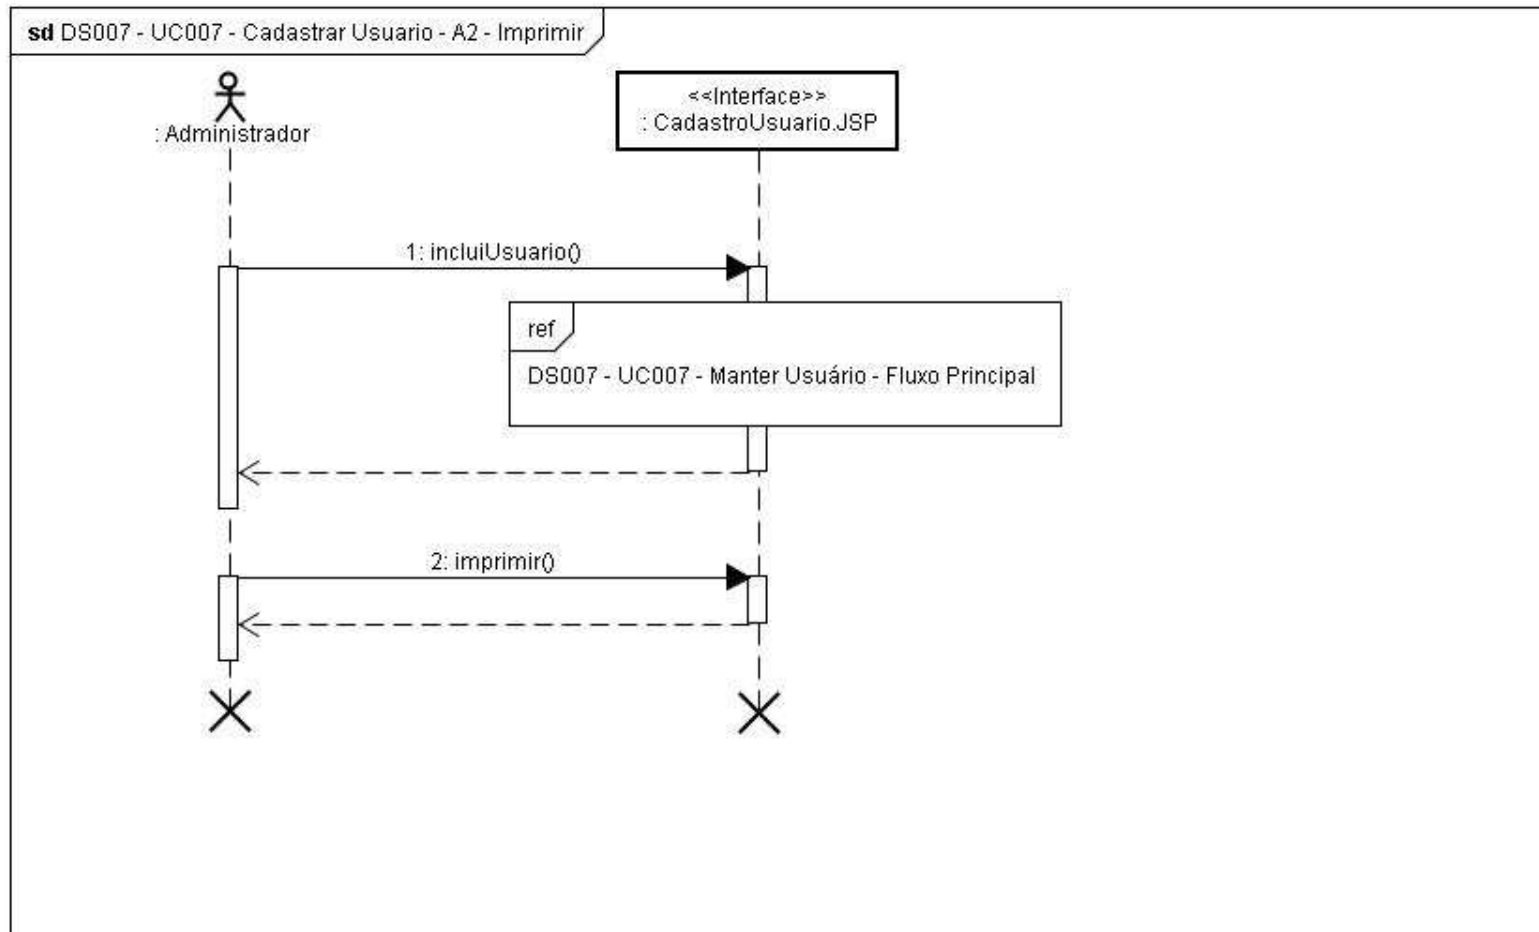 sd DS007 - UC007 - Cadastrar Usuario - A2 - Imprimir
: Administrador
<<Interface>>
: CadastroUsuario.JSP
1: incluiUsuario()
ref
DS007 - UC007 - Manter Usuário - Fluxo Principal
2: imprimir()